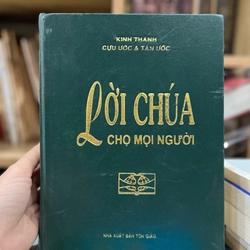 KINH THÁNH
CỰU ƯỚC & TÂN ƯỚC
LỜI CHÚA
CHO MỌI NGƯỜI
NHÀ XUẤT BẢN TÔN GIÁO